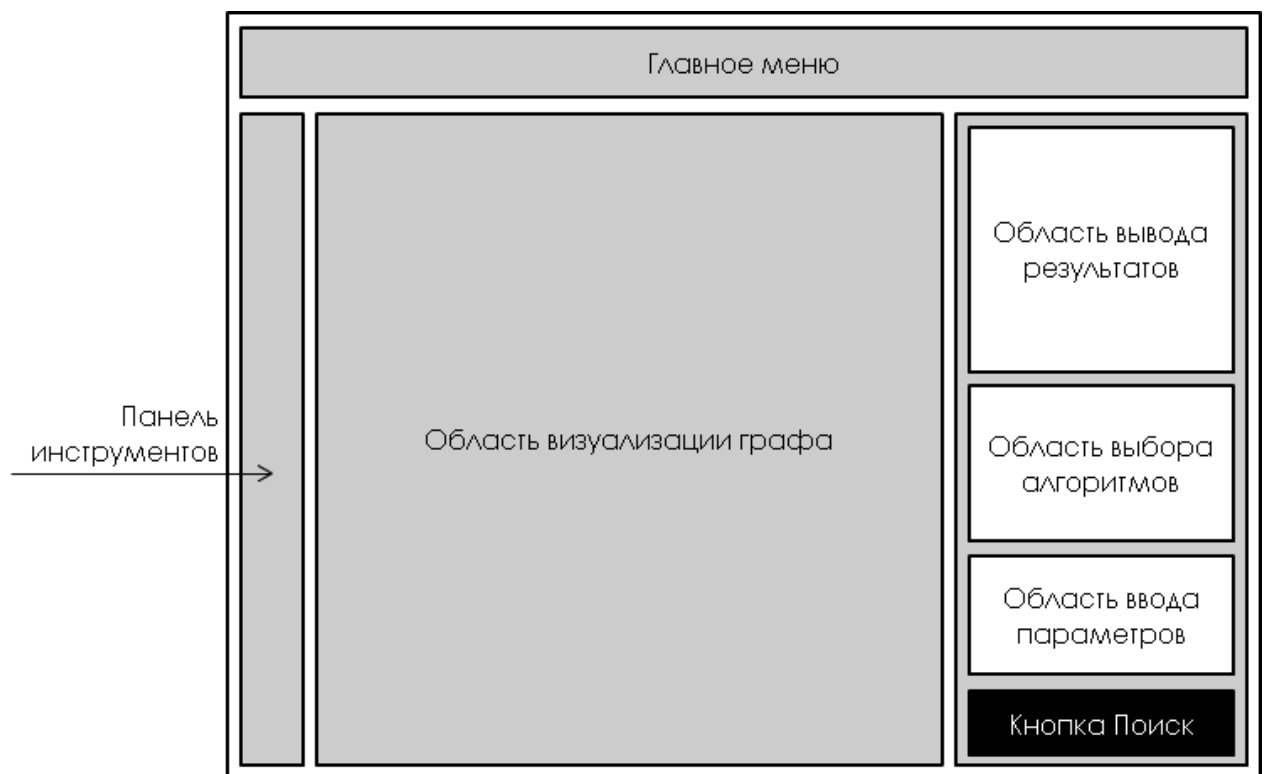 Главное меню
Панель
инструментов
Область визуализации графа
Область вывода
результатов
Область выбора
алгоритмов
Область ввода
параметров
Кнопка Поиск